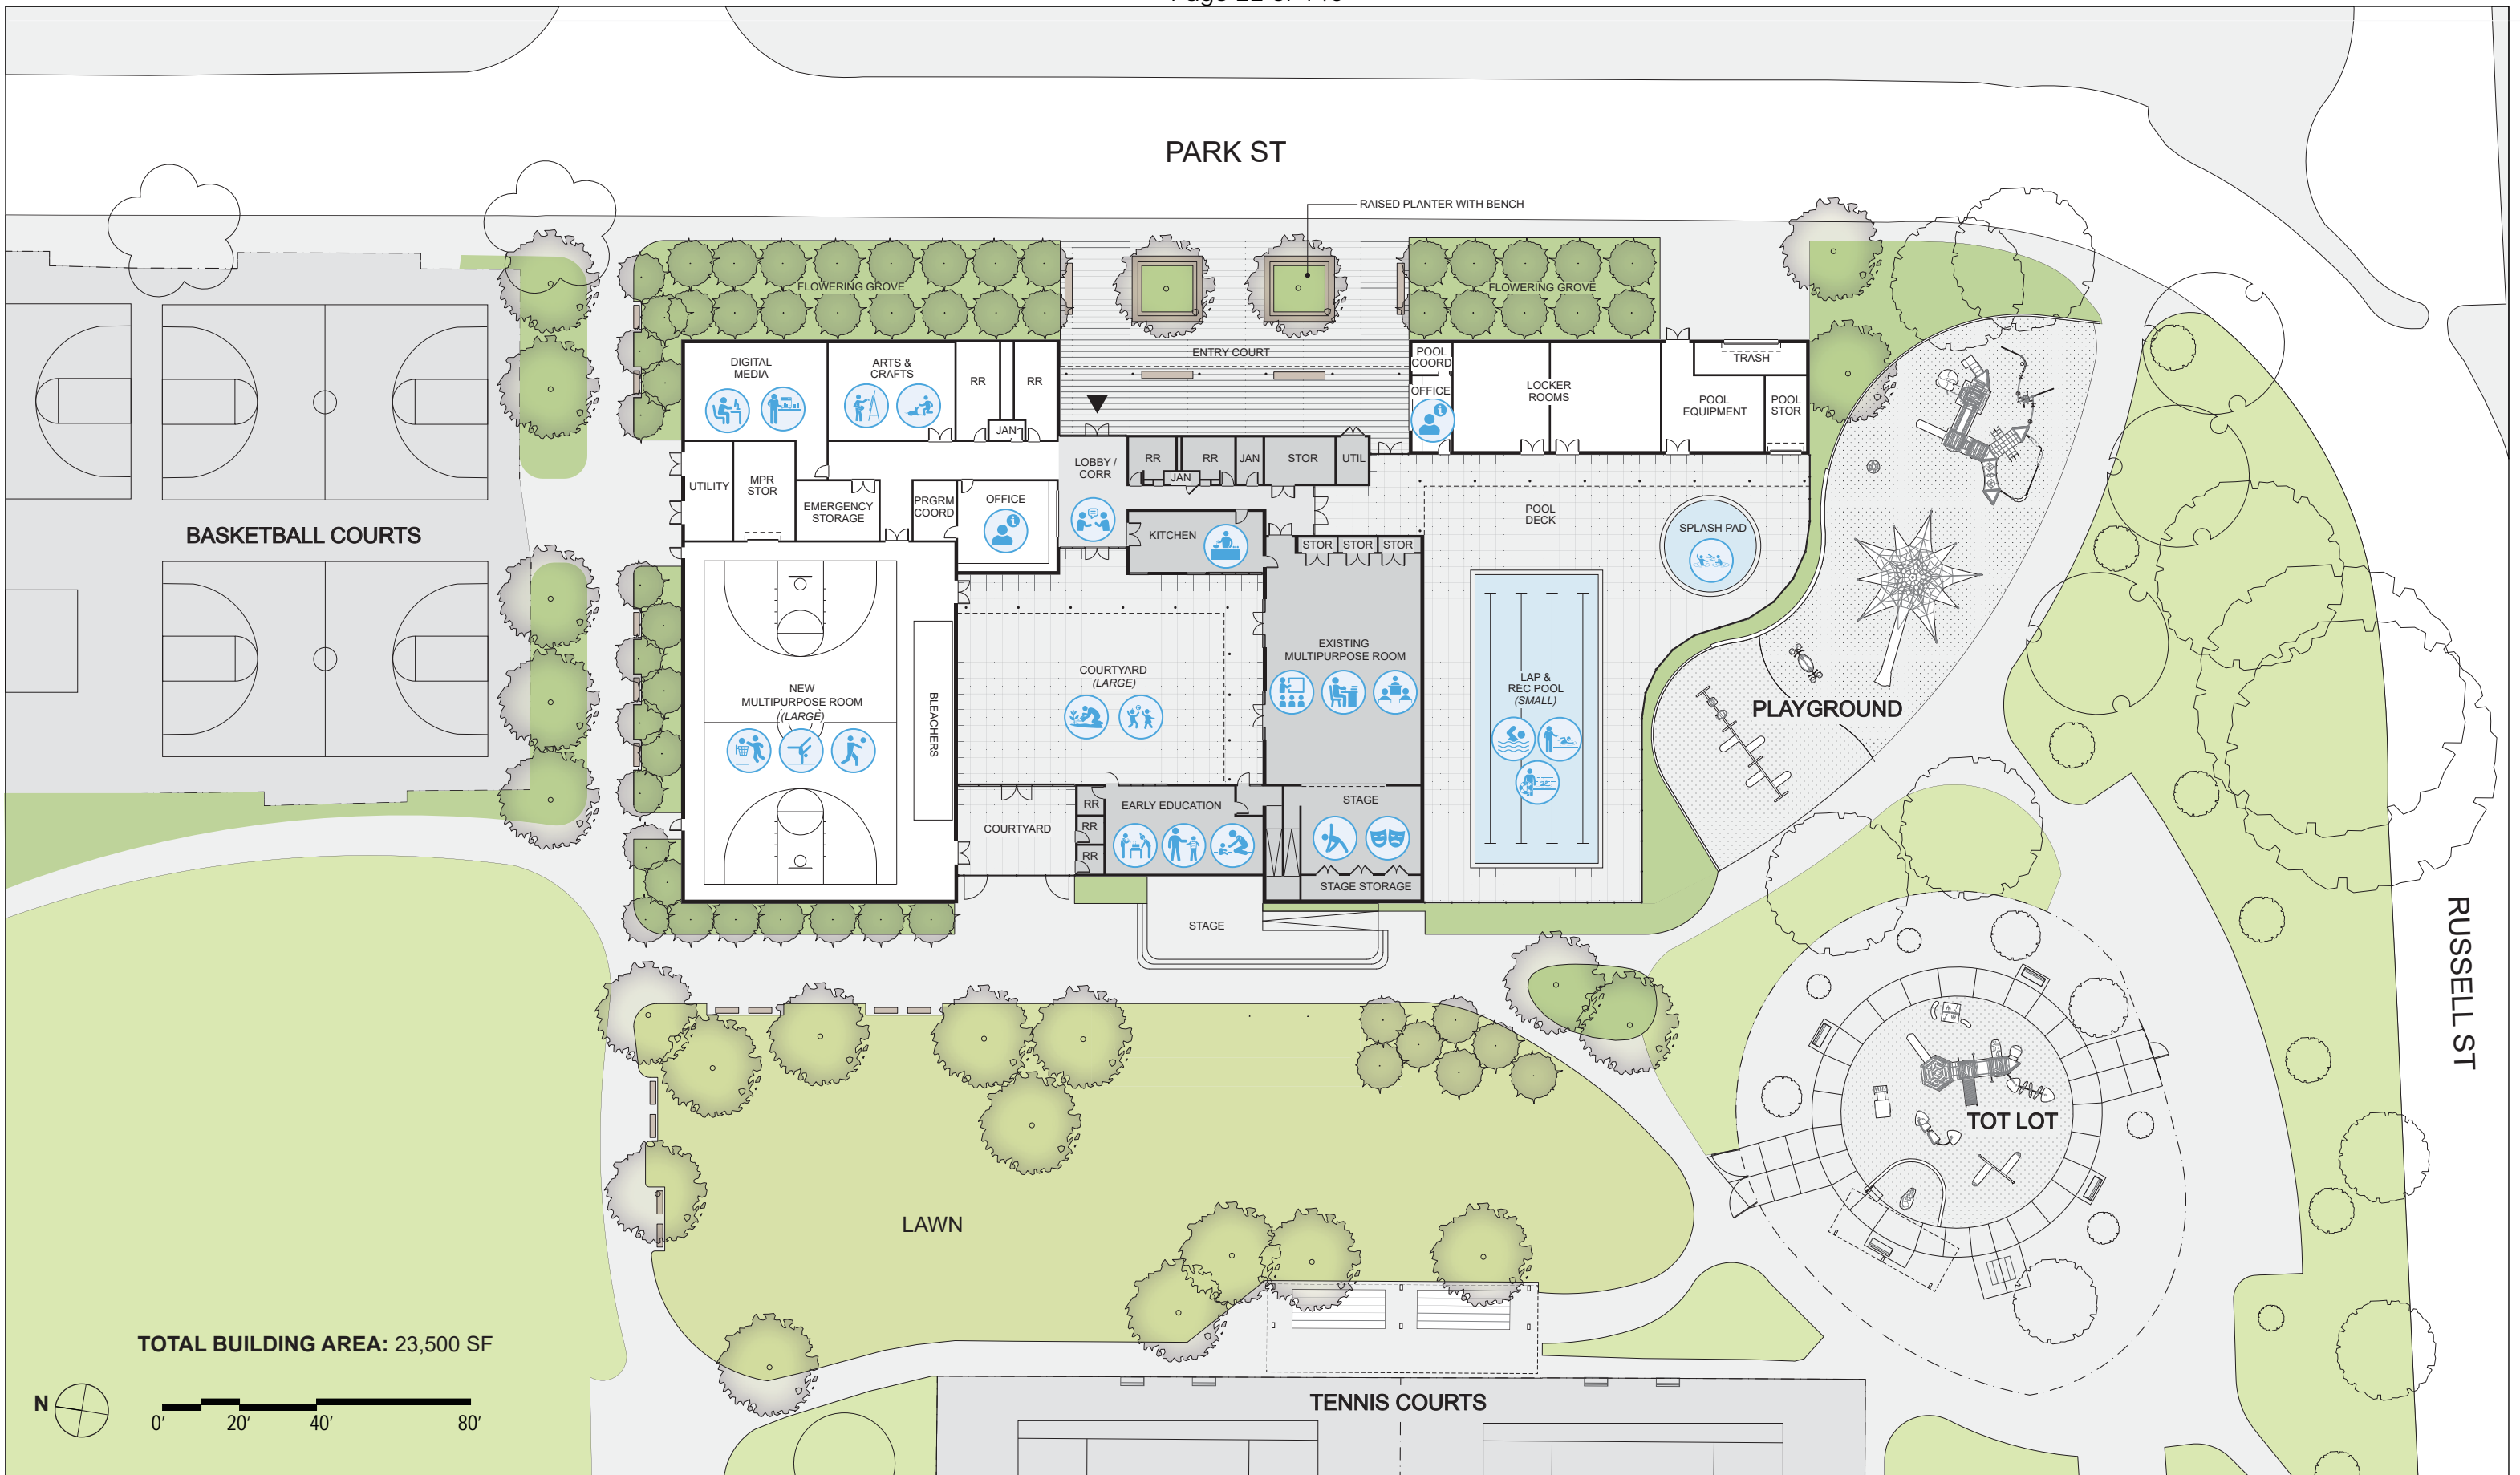 PARK ST
RAISED PLANTER WITH BENCH
FLOWERING GROVE
FLOWERING GROVE
ENTRY COURT
DIGITAL
MEDIA
ARTS &
CRAFTS
RR
RR
JAN
POOL
COORD
OFFICE
LOCKER
ROOMS
TRASH
POOL
EQUIPMENT
POOL
STOR
UTILITY
MPR
STOR
EMERGENCY
STORAGE
PRGRM
COORD
OFFICE
LOBBY /
CORR
RR
RR
JAN
JAN
STOR
UTIL
KITCHEN
STOR
STOR
STOR
POOL
DECK
SPLASH PAD
BASKETBALL COURTS
NEW
MULTIPURPOSE ROOM
(LARGE)
BLEACHERS
COURTYARD
(LARGE)
EXISTING
MULTIPURPOSE ROOM
LAP &
REC POOL
(SMALL)
PLAYGROUND
COURTYARD
RR
RR
RR
EARLY EDUCATION
STAGE
STAGE STORAGE
STAGE
RUSSELL ST
TOT LOT
LAWN
TENNIS COURTS
TOTAL BUILDING AREA: 23,500 SF
N
0' 20' 40' 80'